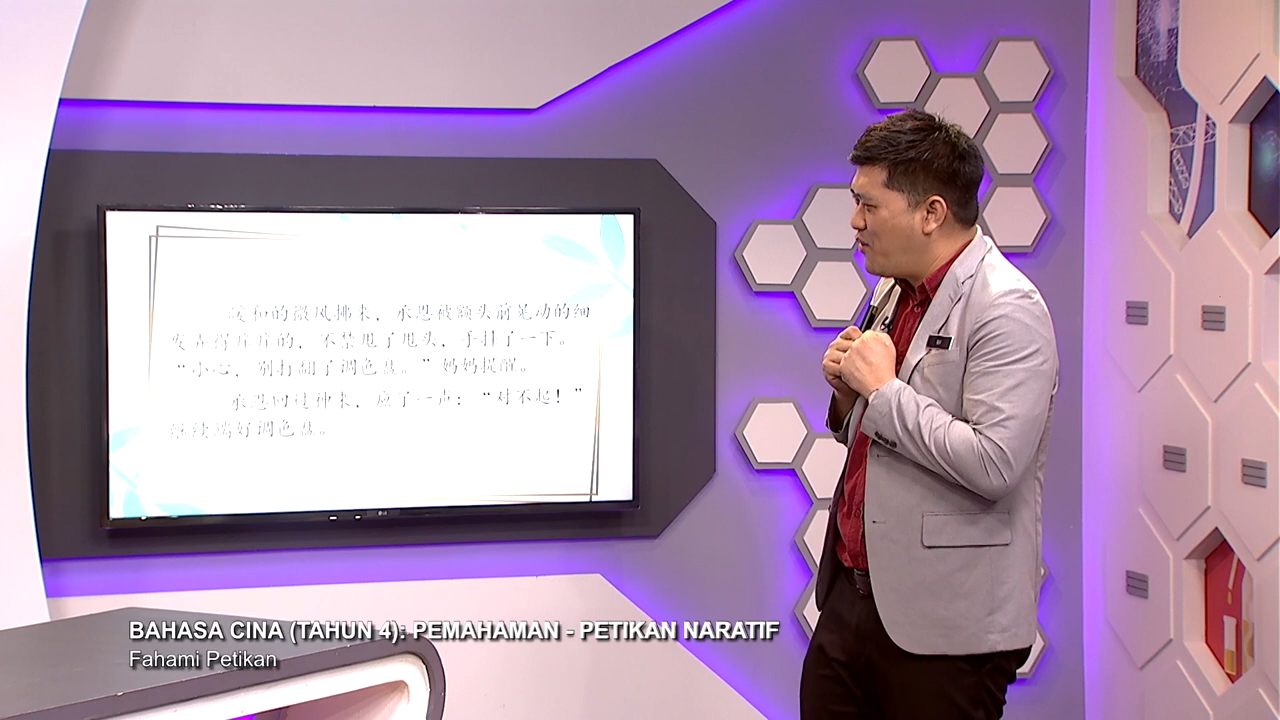 暖和的微风拂来，承恩被额头前晃动的细
发弄得痒痒的，不禁甩了甩头，手抖了一下。
“小心，别打翻了调色盘。”妈妈提醒。
承恩回过神来，应了一声：“对不起！”
继续端好调色盘。
BAHASA CINA (TAHUN 4): PEMAHAMAN - PETIKAN NARATIF
Fahami Petikan